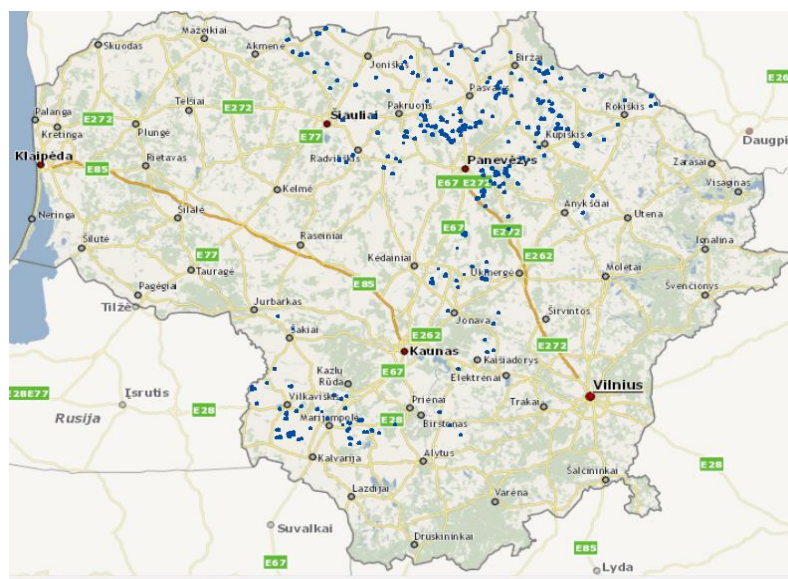 Mažeikiai
Skuodas
Akmenė
Joniškis
Biržai
E26
Palanga
E272
Telšiai
E272
Pakruojis
Pasvalys
Rokiškis
Kretinga
Plungė
Šiauliai
E77
Kupiškis
Daugpi
Klaipėda
Rietavas
Radviliškis
Panevėžys
Zarasai
E85
E67 E272
Kelmė
Visaginas
Neringa
Šilalė
Anykščiai
Utena
E67
E272
Šilutė
Raseiniai
E262
Ignalina
E77
Kėdainiai
Tauragė
Ukmergė
Molėtai
E85
Pagėgiai
Švenčionys
Tilžė
Jurbarkas
Jonava
Širvintos
Šakiai
E262
E272
Kaunas
Kaišiadorys
E67
Kazlų
Rūda
Elektrėnai
Vilnius
E28E77
Įsrutis
Vilkaviškis
Prienai
Trakai
E28
Rusija
Marijampolė
E28
Birštonas
Kalvarija
Alytus
E28
Šalčininkai
Lazdijai
Varėna
Suvalkai
Druskininkai
E67
E85
Lyda